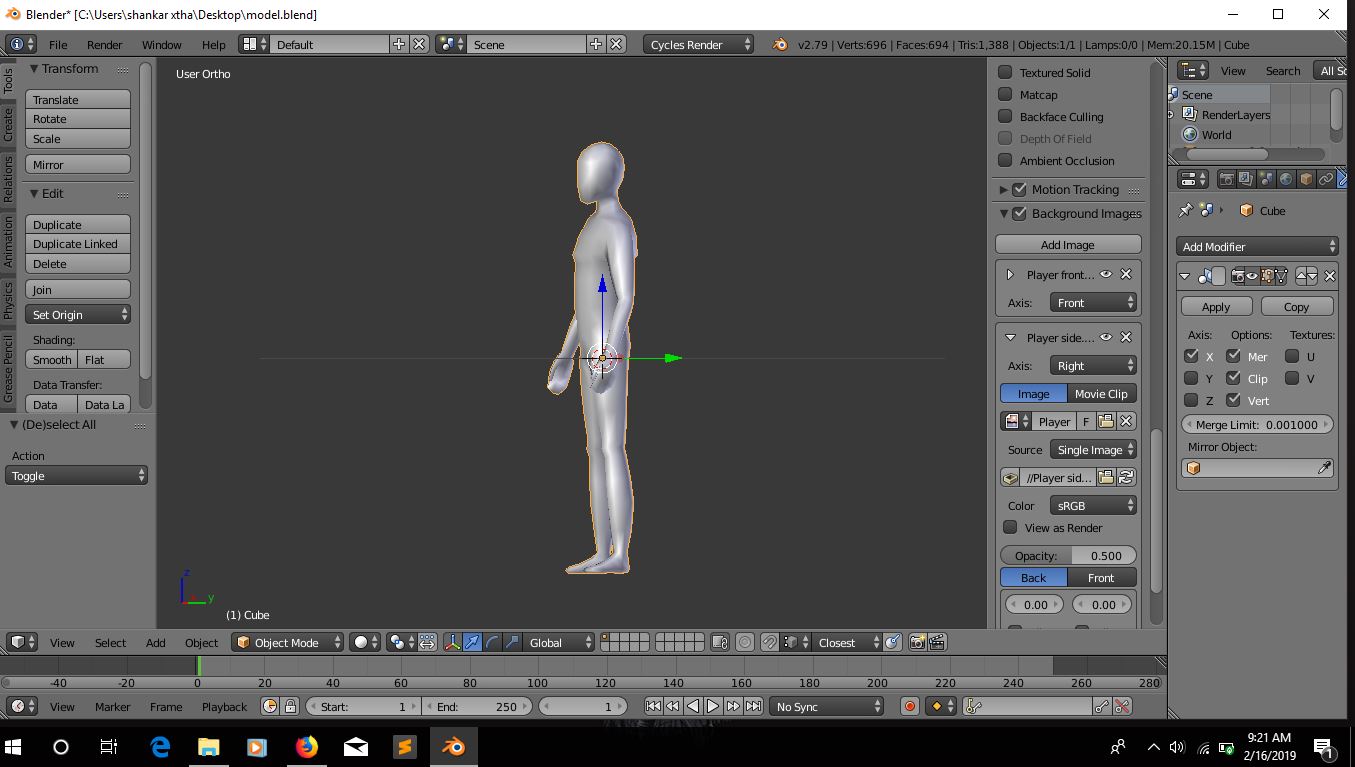 Blender* [C:\Users\shankar xtha\Desktop\model.blend]
File Render Window Help Default Scene Cycles Render v2.79 | Verts:696 | Faces:694 | Tris:1,388 | Objects:1/1 | Lamps:0/0 | Mem:20.15M | Cube
Tools
Create
Relations
Animation
Physics
Grease Pencil
Transform
Translate
Rotate
Scale
Mirror
Edit
Duplicate
Duplicate Linked
Delete
Join
Set Origin
Shading:
Smooth Flat
Data Transfer:
Data Data La
(De)select All
Action
Toggle
User Ortho
z
y
(1) Cube
Textured Solid
Matcap
Backface Culling
Depth Of Field
Ambient Occlusion
Motion Tracking
Background Images
Add Image
Player front...
Axis: Front
Player side....
Axis: Right
Image Movie Clip
Player F
Source Single Image
//Player sid...
Color sRGB
View as Render
Opacity: 0.500
Back Front
0.00 0.00
View Search All Sc
Scene
RenderLayers
World
Cube
Add Modifier
Apply Copy
Axis: Options: Textures:
X Mer U
Y Clip V
Z Vert
Merge Limit: 0.001000
Mirror Object:
View Select Add Object Object Mode Global Closest
-40 -20 0 20 40 60 80 100 120 140 160 180 200 220 240 260 280
View Marker Frame Playback Start: 1 End: 250 1 No Sync
9:21 AM
2/16/2019
1